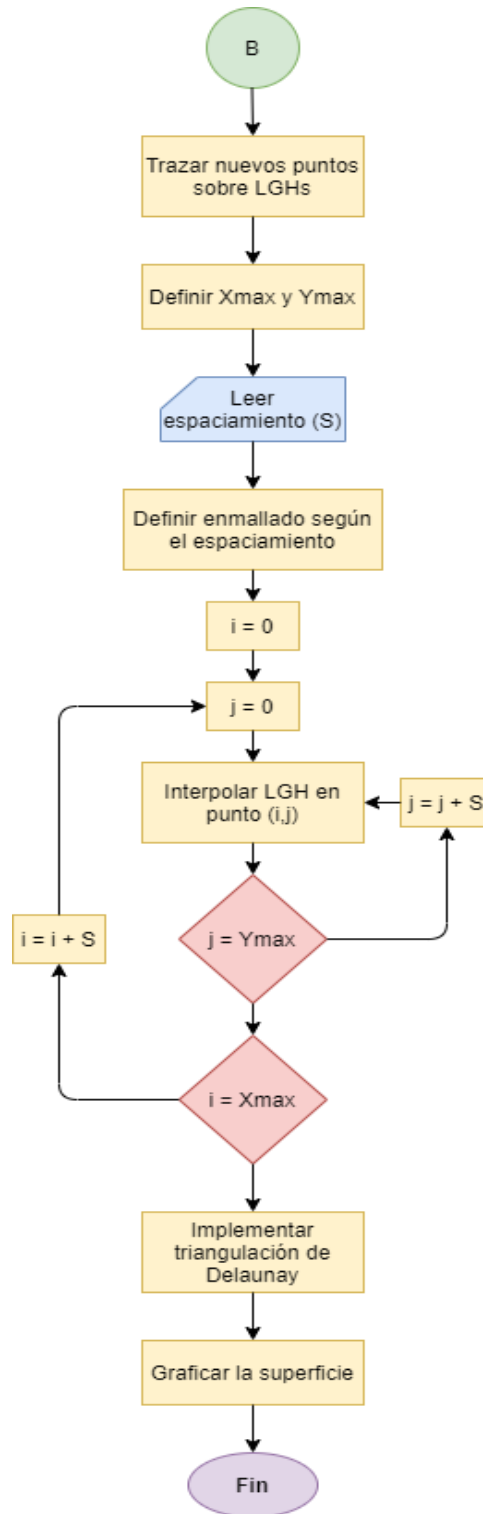 B
Trazar nuevos puntos
sobre LGHs
Definir Xmax y Ymax
Leer
espaciamiento (S)
Definir enmallado según
el espaciamiento
i = 0
j = 0
Interpolar LGH en
punto (i,j)
j = j + S
j = Ymax
i = i + S
i = Xmax
Implementar
triangulación de
Delaunay
Graficar la superficie
Fin